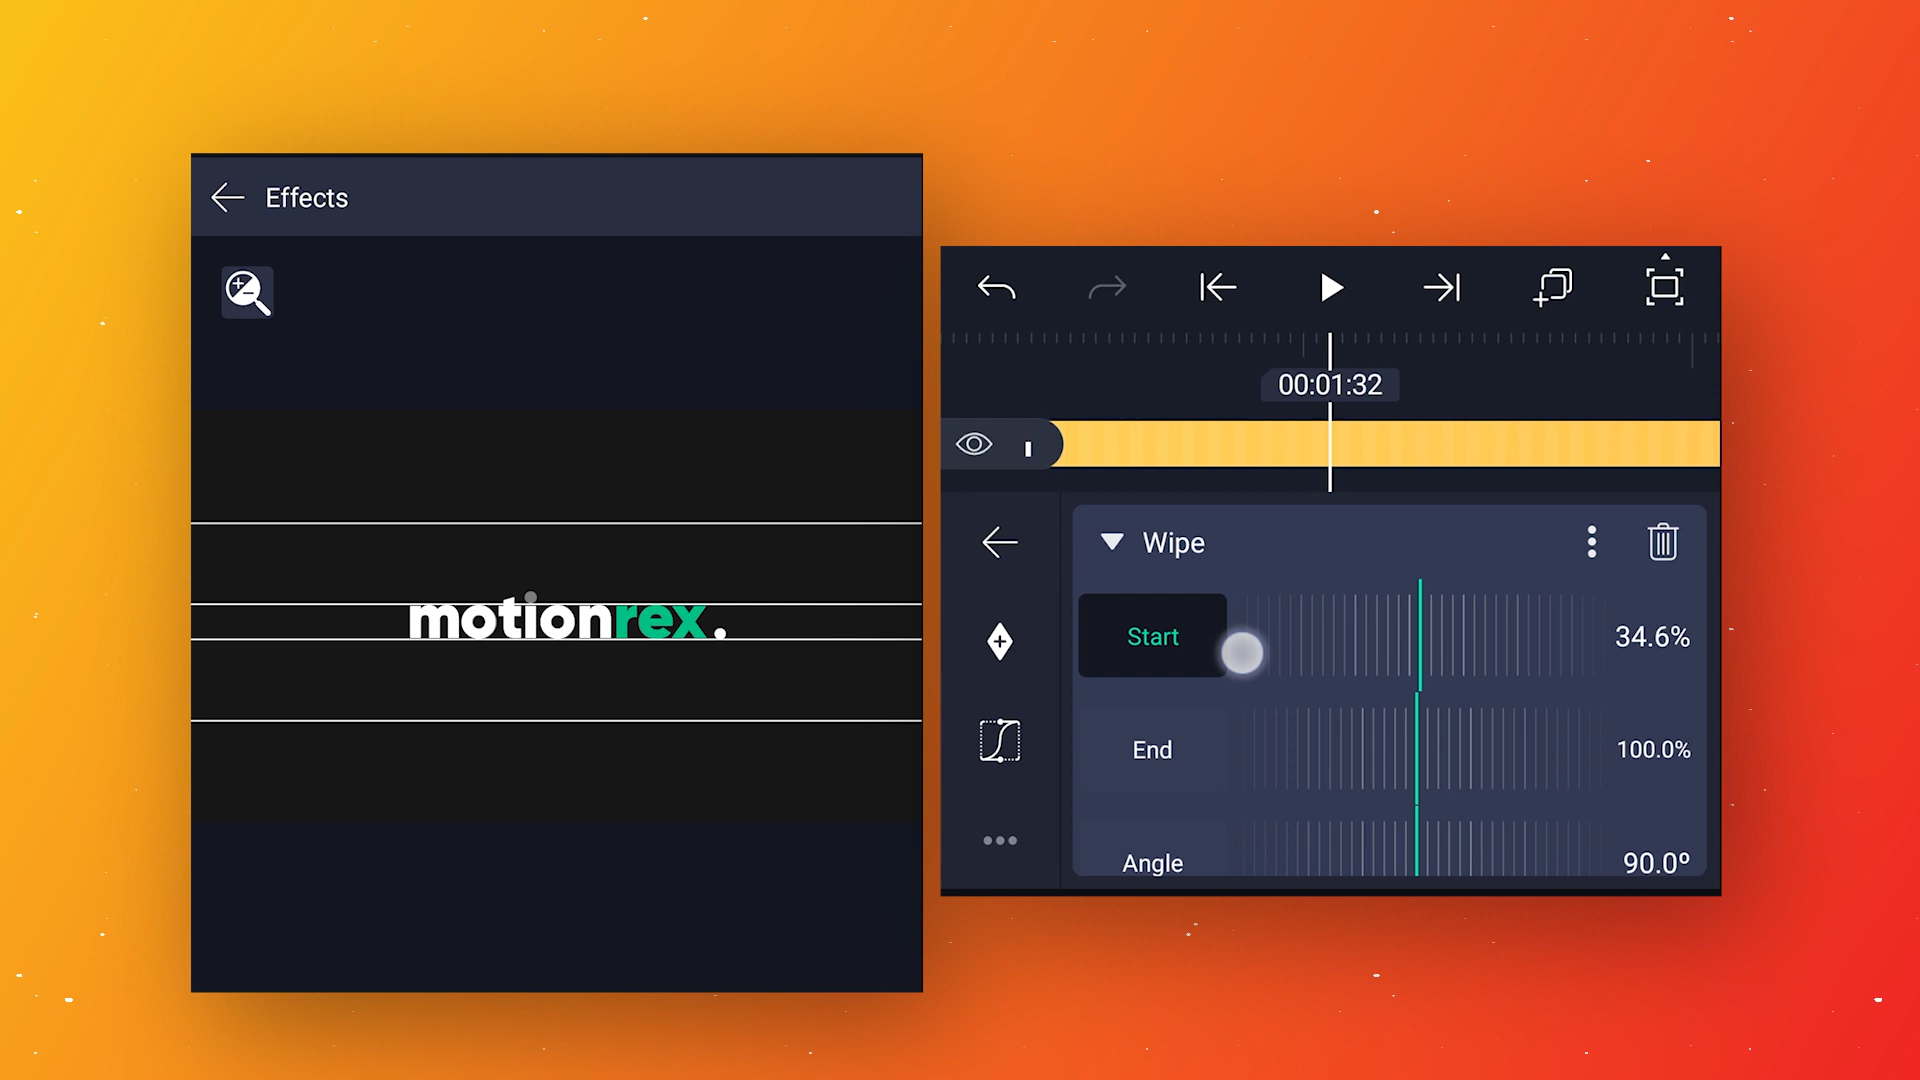 Effects
motionrex.
00:01:32
Wipe
Start 34.6%
End 100.0%
Angle 90.0º